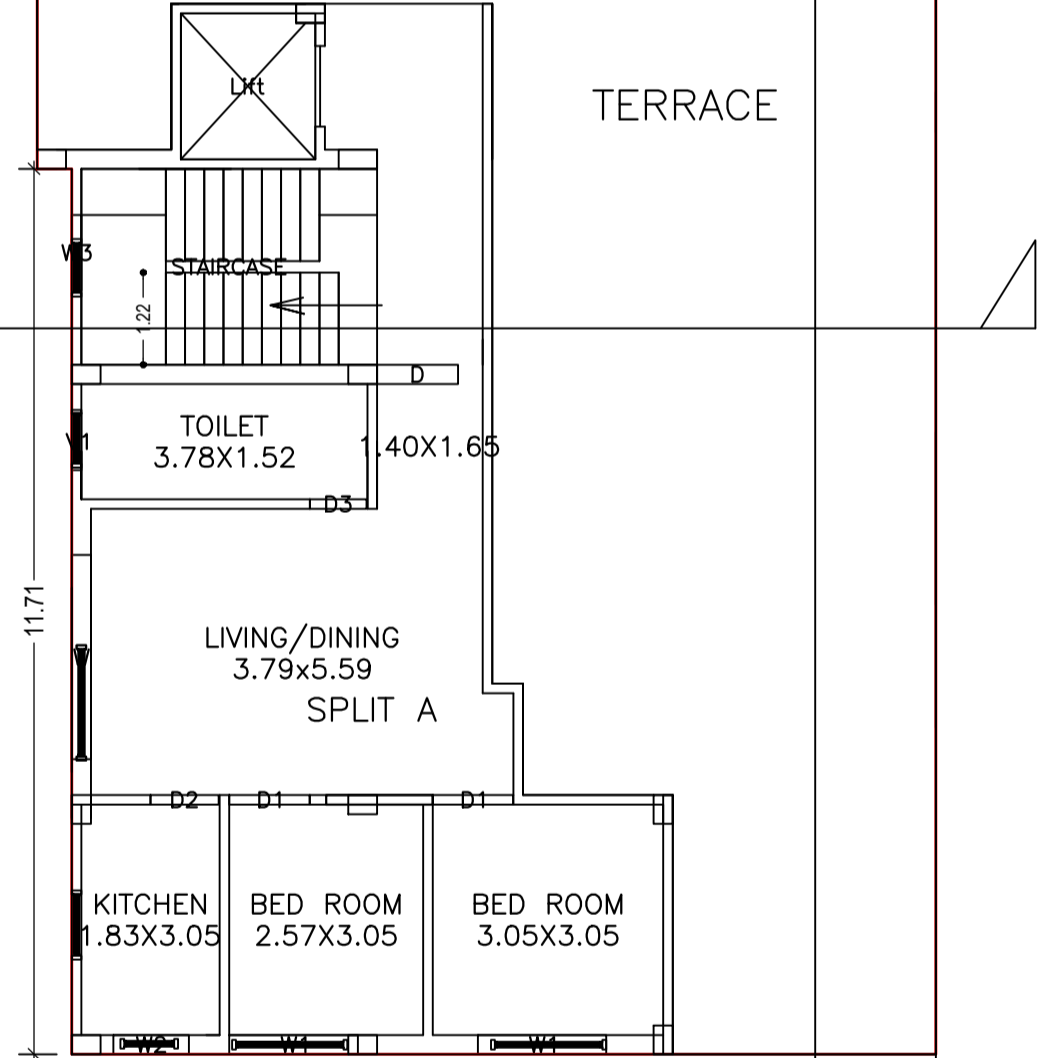 Lift
TERRACE
W3
STAIRCASE
1.22
D
TOILET
3.78X1.52
V1
1.40X1.65
D3
11.71
LIVING/DINING
3.79x5.59
SPLIT A
D2
D1
D1
KITCHEN
1.83X3.05
BED ROOM
2.57X3.05
BED ROOM
3.05X3.05
W2
W1
W1